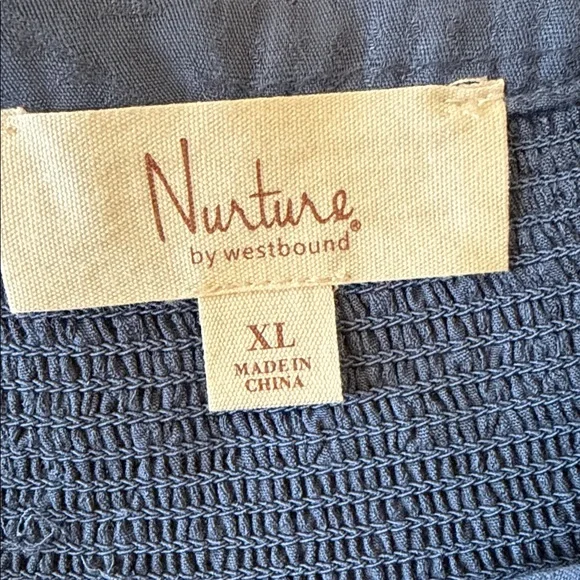 Nurture
by westbound®
XL
MADE IN
CHINA